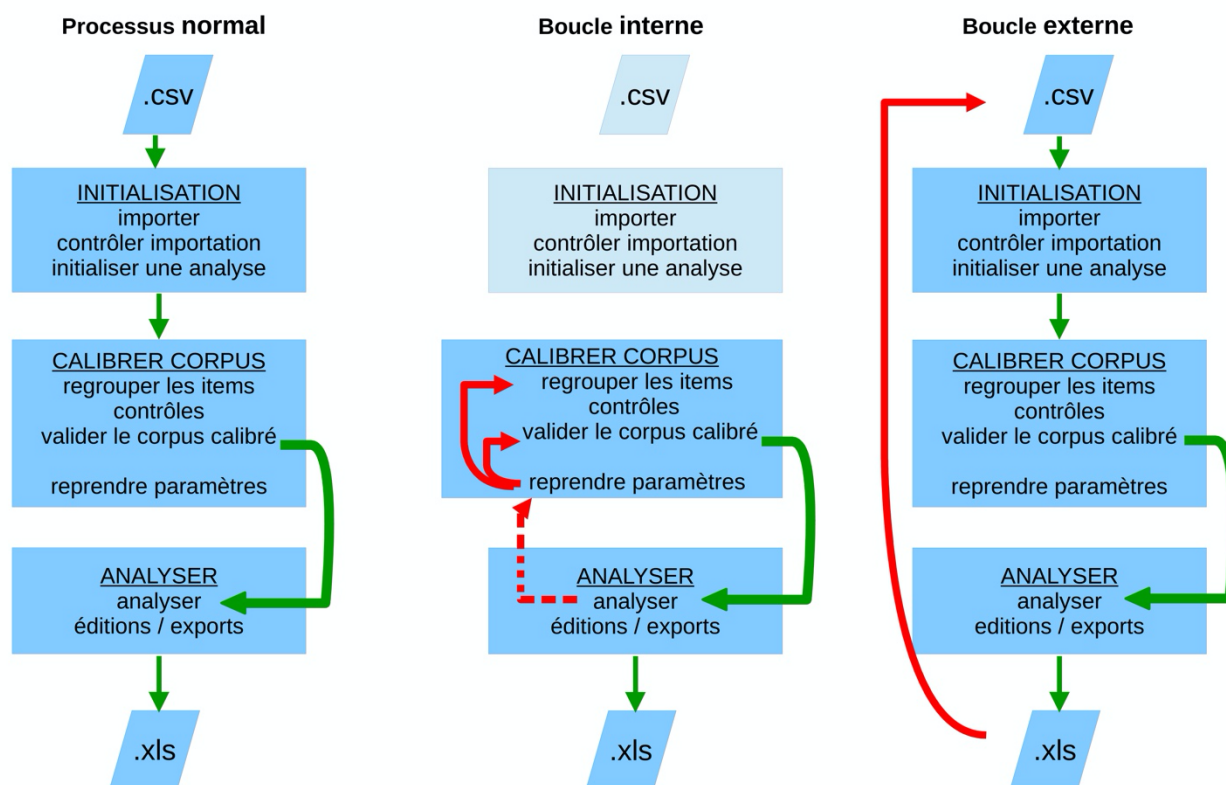 Processus normal
.csv
INITIALISATION
importer
contrôler importation
initialiser une analyse
CALIBRER CORPUS
regrouper les items
contrôles
valider le corpus calibré
reprendre paramètres
ANALYSER
analyser
éditions / exports
.xls
Boucle interne
.csv
INITIALISATION
importer
contrôler importation
initialiser une analyse
CALIBRER CORPUS
regrouper les items
contrôles
valider le corpus calibré
reprendre paramètres
ANALYSER
analyser
éditions / exports
.xls
Boucle externe
.csv
INITIALISATION
importer
contrôler importation
initialiser une analyse
CALIBRER CORPUS
regrouper les items
contrôles
valider le corpus calibré
reprendre paramètres
ANALYSER
analyser
editions / exports
.xls